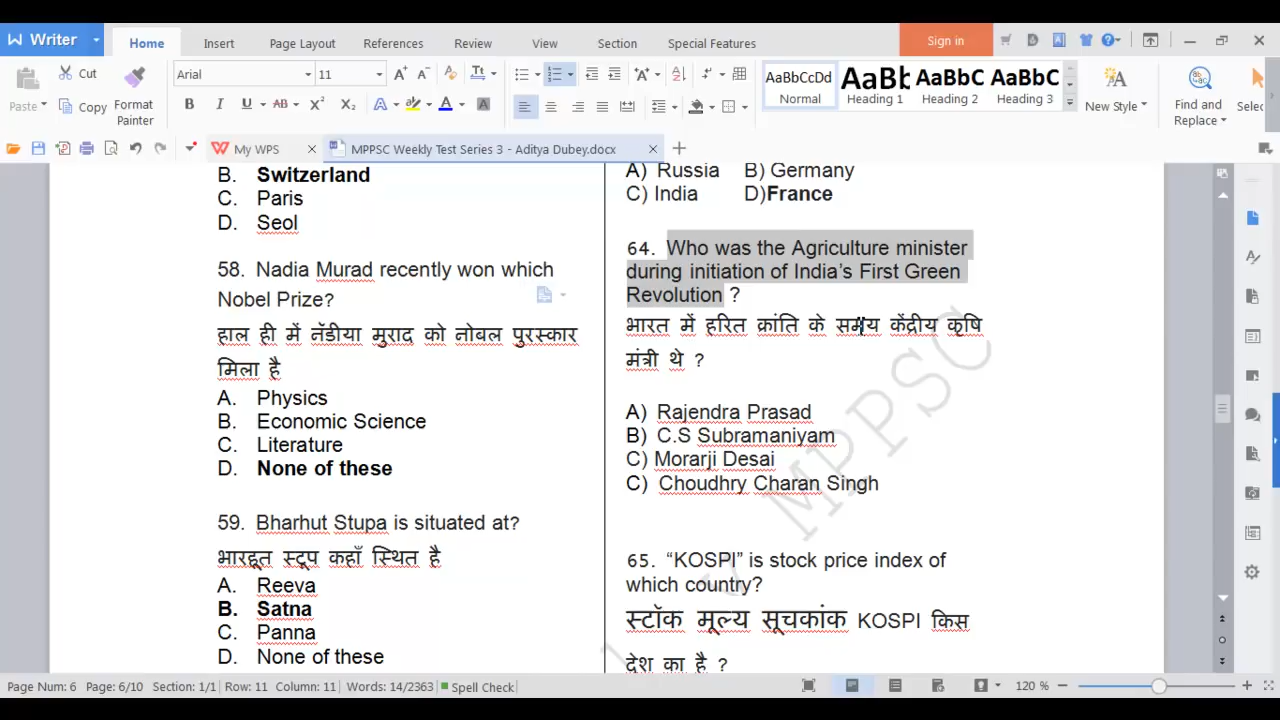 Writer
Home
Insert
Page Layout
References
Review
View
Section
Special Features
Sign in
Paste
Cut
Copy
Format Painter
Arial
11
AaBbCcDd
Normal
AaBb
Heading 1
AaBbC
Heading 2
AaBbC
Heading 3
New Style
Find and Replace
Selec
My WPS
MPPSC Weekly Test Series 3 - Aditya Dubey.docx
B. Switzerland
C. Paris
D. Seol
58. Nadia Murad recently won which
Nobel Prize?
हाल ही में नॅडीया मुराद को नोबल पुरस्कार
मिला है
A. Physics
B. Economic Science
C. Literature
D. None of these
59. Bharhut Stupa is situated at?
भारहूत स्टूप कहाँ स्थित है
A. Reeva
B. Satna
C. Panna
D. None of these
A) Russia B) Germany
C) India D)France
64. Who was the Agriculture minister
during initiation of India's First Green
Revolution ?
भारत में हरित क्रांति के समय केंद्रीय कृषि
मंत्री थे ?
A) Rajendra Prasad
B) C.S Subramaniyam
C) Morarji Desai
C) Choudhry Charan Singh
65. “KOSPI” is stock price index of
which country?
स्टॉक मूल्य सूचकांक KOSPI किस
देश का है ?
MPPSC
Page Num: 6 Page: 6/10 Section: 1/1 Row: 11 Column: 11 Words: 14/2363 Spell Check
120 %